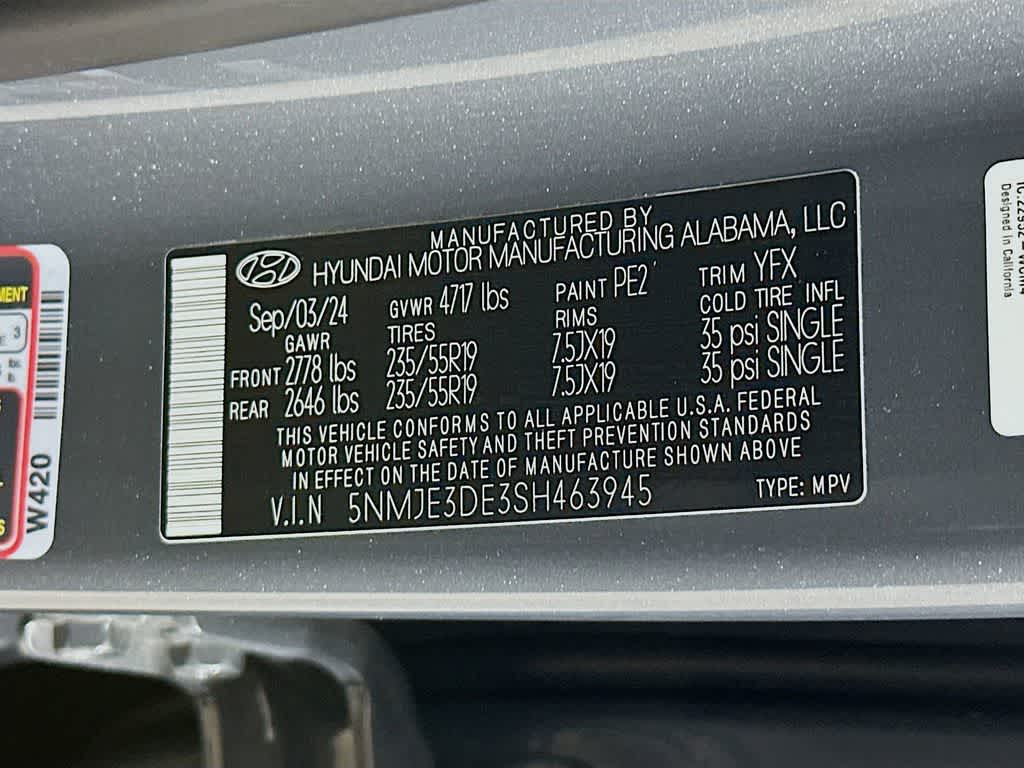 MANUFACTURED BY
HYUNDAI MOTOR MANUFACTURING ALABAMA, LLC
Sep/03/24 GVWR 4717 lbs PAINT PE2 TRIM YFX
GAWR TIRES RIMS COLD TIRE INFL
FRONT 2778 lbs 235/55R19 7.5JX19 35 psi SINGLE
REAR 2646 lbs 235/55R19 7.5JX19 35 psi SINGLE
THIS VEHICLE CONFORMS TO ALL APPLICABLE U.S.A. FEDERAL
MOTOR VEHICLE SAFETY AND THEFT PREVENTION STANDARDS
IN EFFECT ON THE DATE OF MANUFACTURE SHOWN ABOVE
V.I.N 5NMJE3DE3SH463945 TYPE: MPV
W420
3
Designed in California